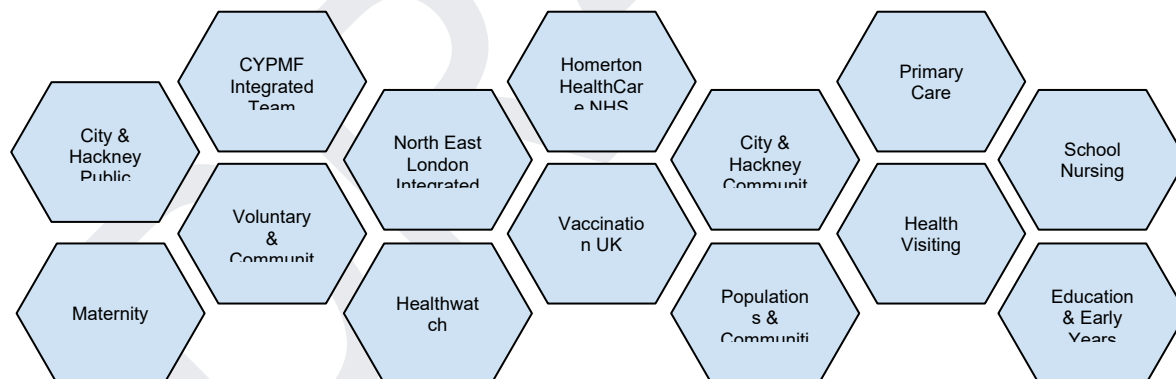 CYPMF
Integrated
Team
Homerton
HealthCar
e NHS
Primary
Care
City &
Hackney
Public
North East
London
Integrated
City &
Hackney
Communit
School
Nursing
Voluntary
&
Communit
Vaccinatio
n UK
Health
Visiting
Maternity
Healthwat
ch
Population
s &
Communiti
Education
& Early
Years